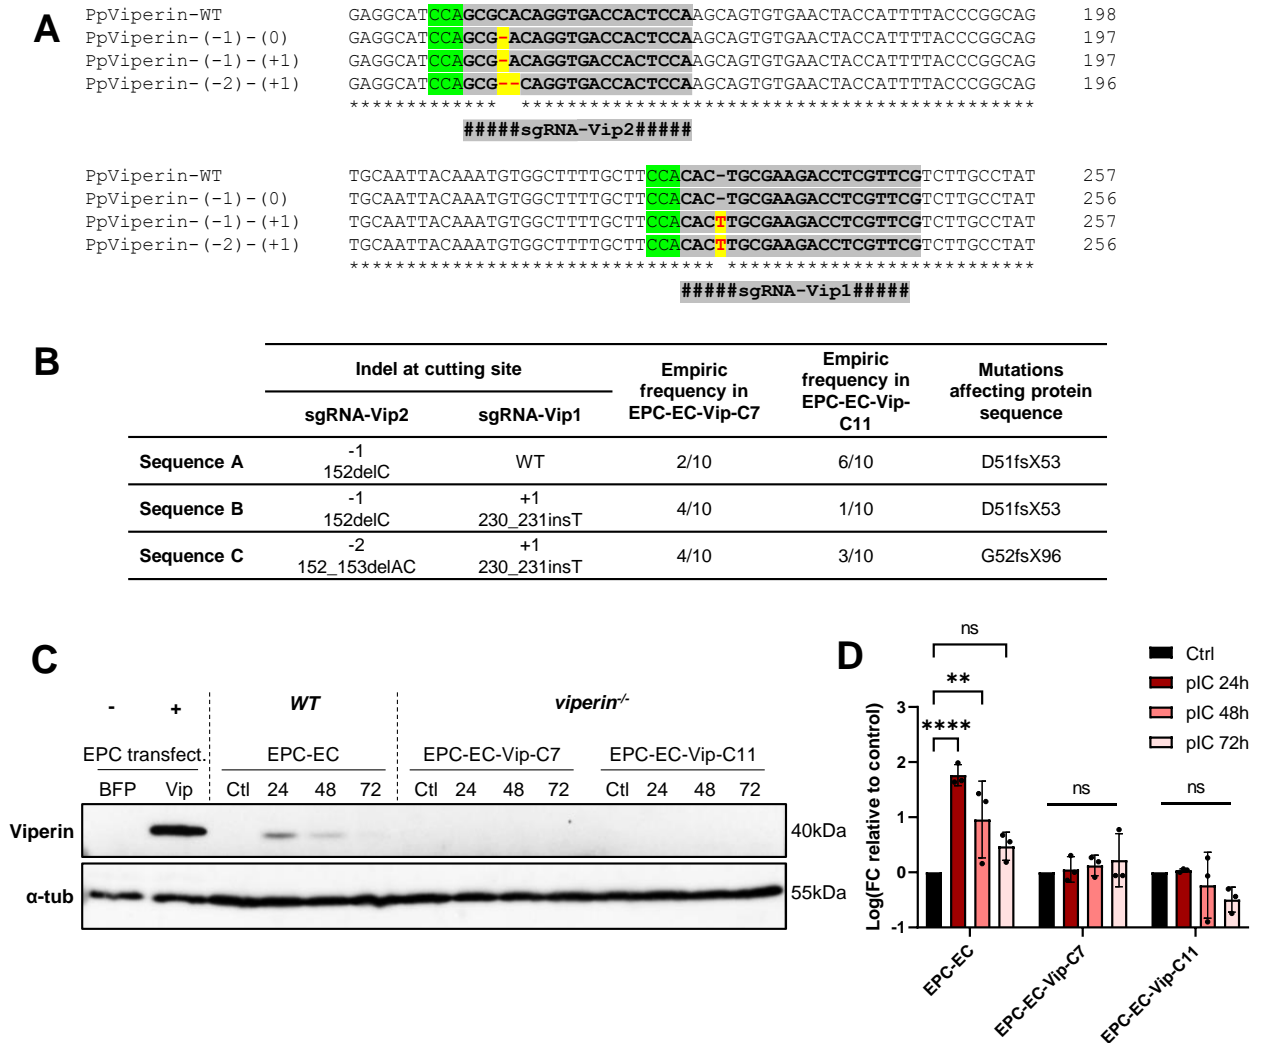 A
PpViperin-WT GAGGCATCCAGCGCACAGGTGACCACTCCAAGCAGTGTGAACTACCATTTTACCCGGCAG 198
PpViperin-(-1)-(0) GAGGCATCCAGCG-ACAGGTGACCACTCCAAGCAGTGTGAACTACCATTTTACCCGGCAG 197
PpViperin-(-1)-(+1) GAGGCATCCAGCG-ACAGGTGACCACTCCAAGCAGTGTGAACTACCATTTTACCCGGCAG 197
PpViperin-(-2)-(+1) GAGGCATCCAGCG--CAGGTGACCACTCCAAGCAGTGTGAACTACCATTTTACCCGGCAG 196
*************  *********************************************
#####sgRNA-Vip2#####
PpViperin-WT TGCAATTACAAATGTGGCTTTTGCTTCCACAC-TGCGAAGACCTCGTTCGTCTTGCCTAT 257
PpViperin-(-1)-(0) TGCAATTACAAATGTGGCTTTTGCTTCCACAC-TGCGAAGACCTCGTTCGTCTTGCCTAT 256
PpViperin-(-1)-(+1) TGCAATTACAAATGTGGCTTTTGCTTCCACACTTGCGAAGACCTCGTTCGTCTTGCCTAT 257
PpViperin-(-2)-(+1) TGCAATTACAAATGTGGCTTTTGCTTCCACACTTGCGAAGACCTCGTTCGTCTTGCCTAT 256
******************************** ***************************
#####sgRNA-Vip1#####
B
Indel at cutting site
sgRNA-Vip2 sgRNA-Vip1
Empiric
frequency in
EPC-EC-Vip-C7
Empiric
frequency in
EPC-EC-Vip-
C11
Mutations
affecting protein
sequence
Sequence A -1 152delC WT 2/10 6/10 D51fsX53
Sequence B -1 152delC +1 230_231insT 4/10 1/10 D51fsX53
Sequence C -2 152_153delAC +1 230_231insT 4/10 3/10 G52fsX96
C
- + WT viperin-/-
EPC transfect. EPC-EC EPC-EC-Vip-C7 EPC-EC-Vip-C11
BFP Vip Ctl 24 48 72 Ctl 24 48 72 Ctl 24 48 72
Viperin 40kDa
α-tub 55kDa
D
Ctrl
pIC 24h
pIC 48h
pIC 72h
ns
**
****
ns
ns
Log(FC relative to control)
3
2
1
0
-1
EPC-EC
EPC-EC-Vip-C7
EPC-EC-Vip-C11